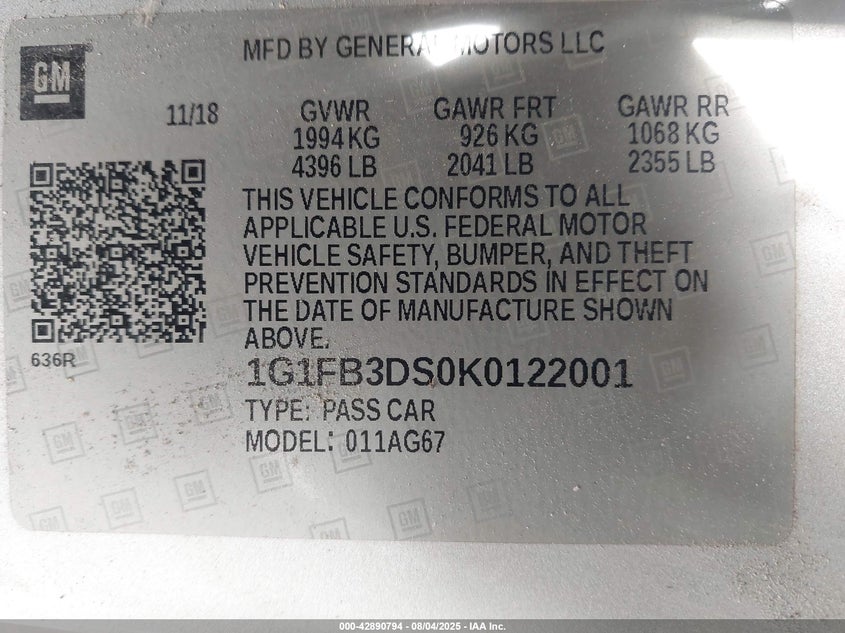 GM
MFD BY GENERAL MOTORS LLC
11/18 GVWR GAWR FRT GAWR RR
1994 KG 926 KG 1068 KG
4396 LB 2041 LB 2355 LB
THIS VEHICLE CONFORMS TO ALL
APPLICABLE U.S. FEDERAL MOTOR
VEHICLE SAFETY, BUMPER, AND THEFT
PREVENTION STANDARDS IN EFFECT ON
THE DATE OF MANUFACTURE SHOWN
ABOVE.
636R
1G1FB3DS0K0122001
TYPE: PASS CAR
MODEL: 011AG67
000-42890794 - 08/04/2025 - IAA Inc.